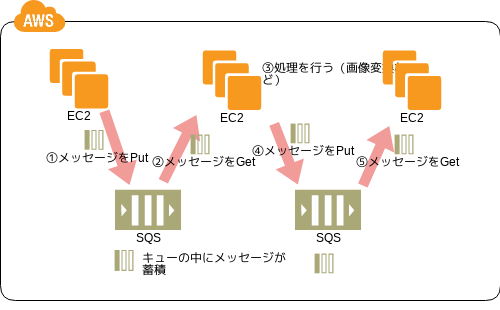 AWS
③処理を行う（画像変換な
ど）
EC2
EC2
EC2
①メッセージをPut
②メッセージをGet
④メッセージをPut
⑤メッセージをGet
SQS
SQS
キューの中にメッセージが
蓄積